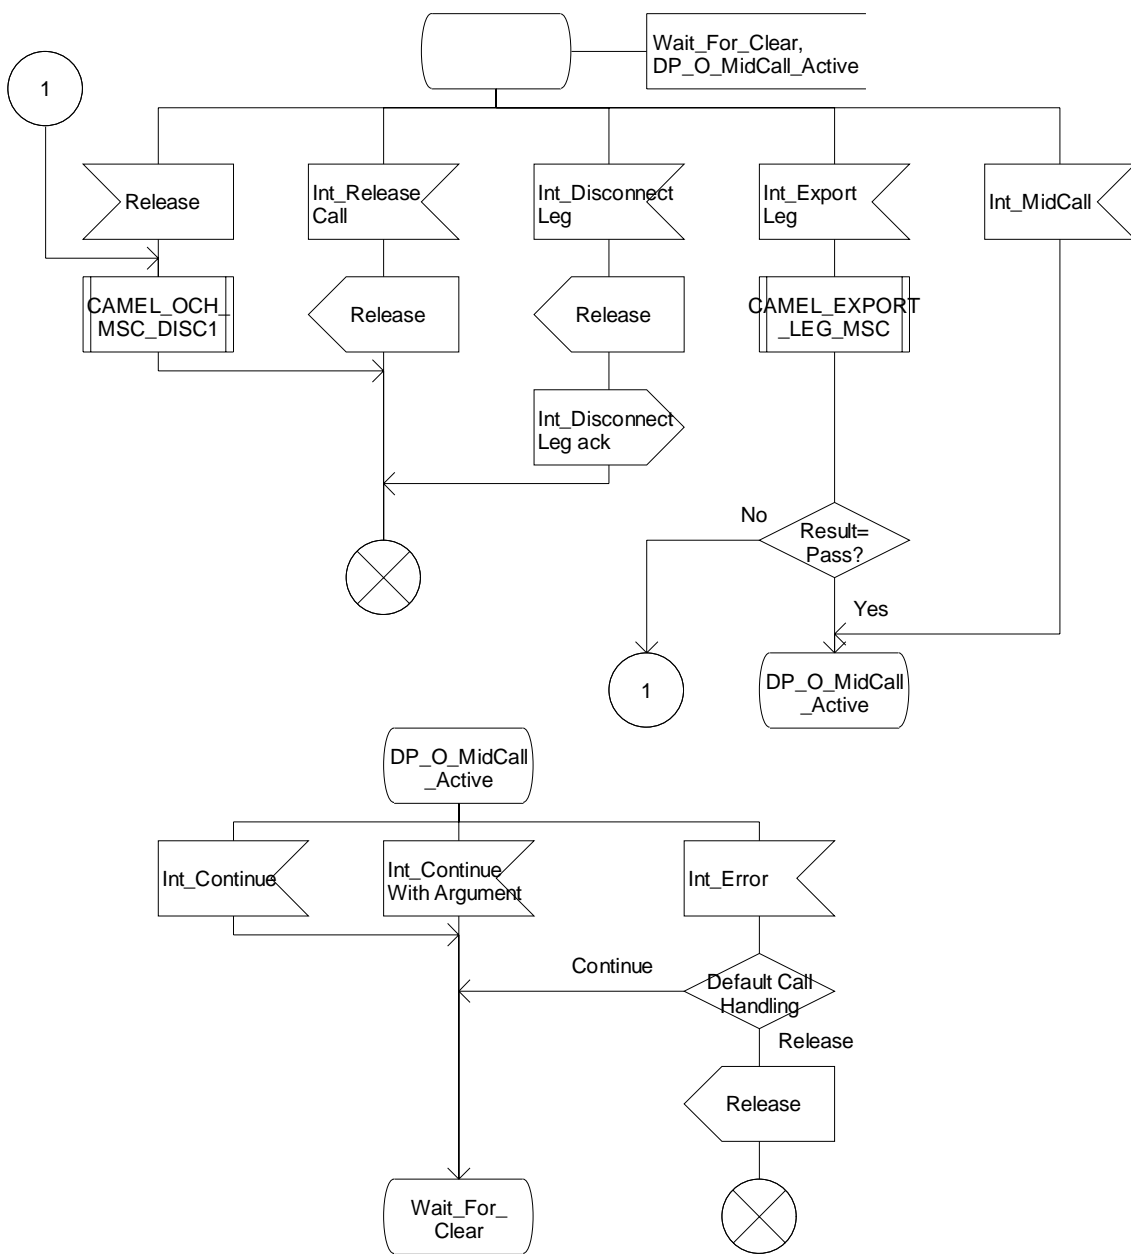 Wait_For_Clear,
DP_O_MidCall_Active
1
Release
Int_Release
Call
Int_Disconnect
Leg
Int_Export
Leg
Int_MidCall
CAMEL_OCH_
MSC_DISC1
Release
Release
CAMEL_EXPORT
_LEG_MSC
Int_Disconnect
Leg ack
No
Result=
Pass?
Yes
1
DP_O_MidCall
_Active
DP_O_MidCall
_Active
Int_Continue
Int_Continue
With Argument
Int_Error
Continue
Default Call
Handling
Release
Release
Wait_For_
Clear